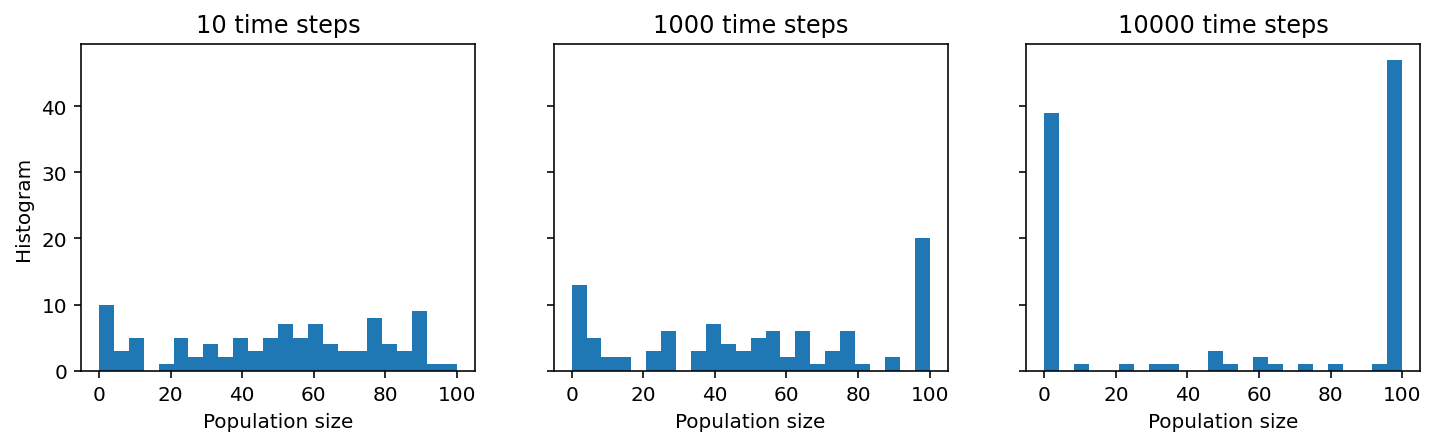 10 time steps
1000 time steps
10000 time steps
Histogram
40
30
20
10
0
0 20 40 60 80 100
0 20 40 60 80 100
0 20 40 60 80 100
Population size
Population size
Population size